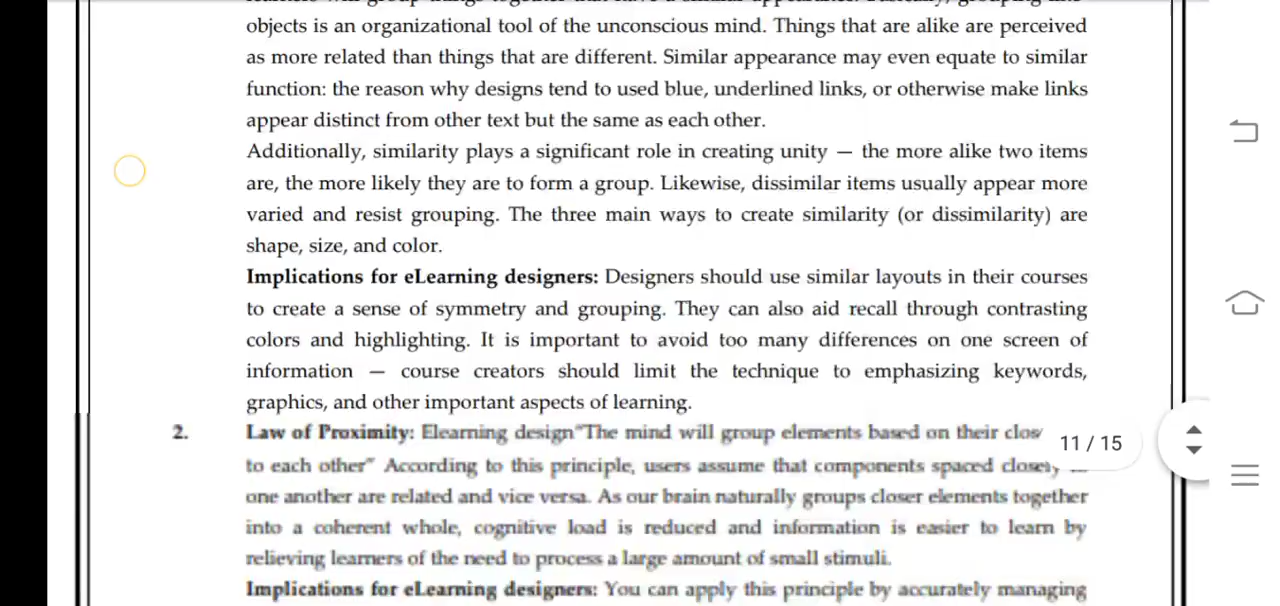 objects is an organizational tool of the unconscious mind. Things that are alike are perceived
as more related than things that are different. Similar appearance may even equate to similar
function: the reason why designs tend to used blue, underlined links, or otherwise make links
appear distinct from other text but the same as each other.
Additionally, similarity plays a significant role in creating unity — the more alike two items
are, the more likely they are to form a group. Likewise, dissimilar items usually appear more
varied and resist grouping. The three main ways to create similarity (or dissimilarity) are
shape, size, and color.
Implications for eLearning designers: Designers should use similar layouts in their courses
to create a sense of symmetry and grouping. They can also aid recall through contrasting
colors and highlighting. It is important to avoid too many differences on one screen of
information — course creators should limit the technique to emphasizing keywords,
graphics, and other important aspects of learning.
2. Law of Proximity: Elearning design"The mind will group elements based on their
11 / 15
to each other" According to this principle, users assume that components spaced closely
one another are related and vice versa. As our brain naturally groups closer elements together
into a coherent whole, cognitive load is reduced and information is easier to learn by
relieving learners of the need to process a large amount of small stimuli.
Implications for eLearning designers: You can apply this principle by accurately managing